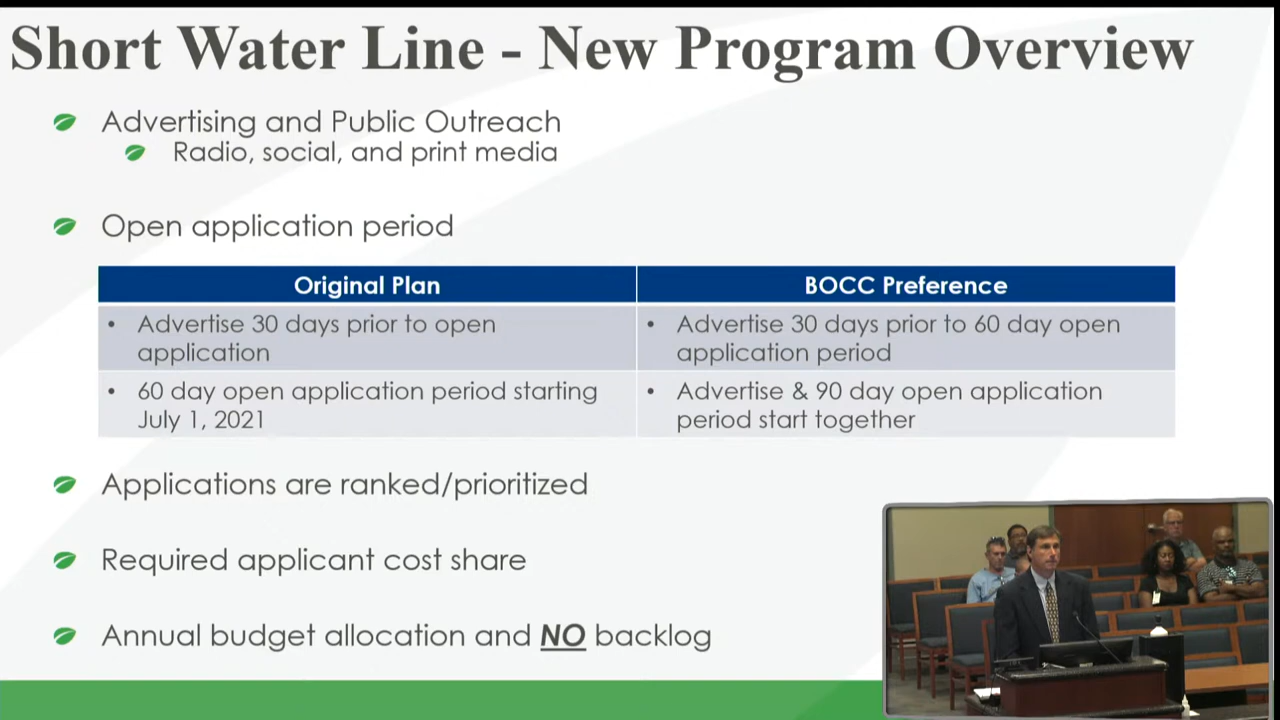 Short Water Line - New Program Overview
Advertising and Public Outreach
Radio, social, and print media
Open application period
Original Plan
BOCC Preference
• Advertise 30 days prior to open
application
• Advertise 30 days prior to 60 day open
application period
• 60 day open application period starting
July 1, 2021
• Advertise & 90 day open application
period start together
Applications are ranked/prioritized
Required applicant cost share
Annual budget allocation and NO backlog